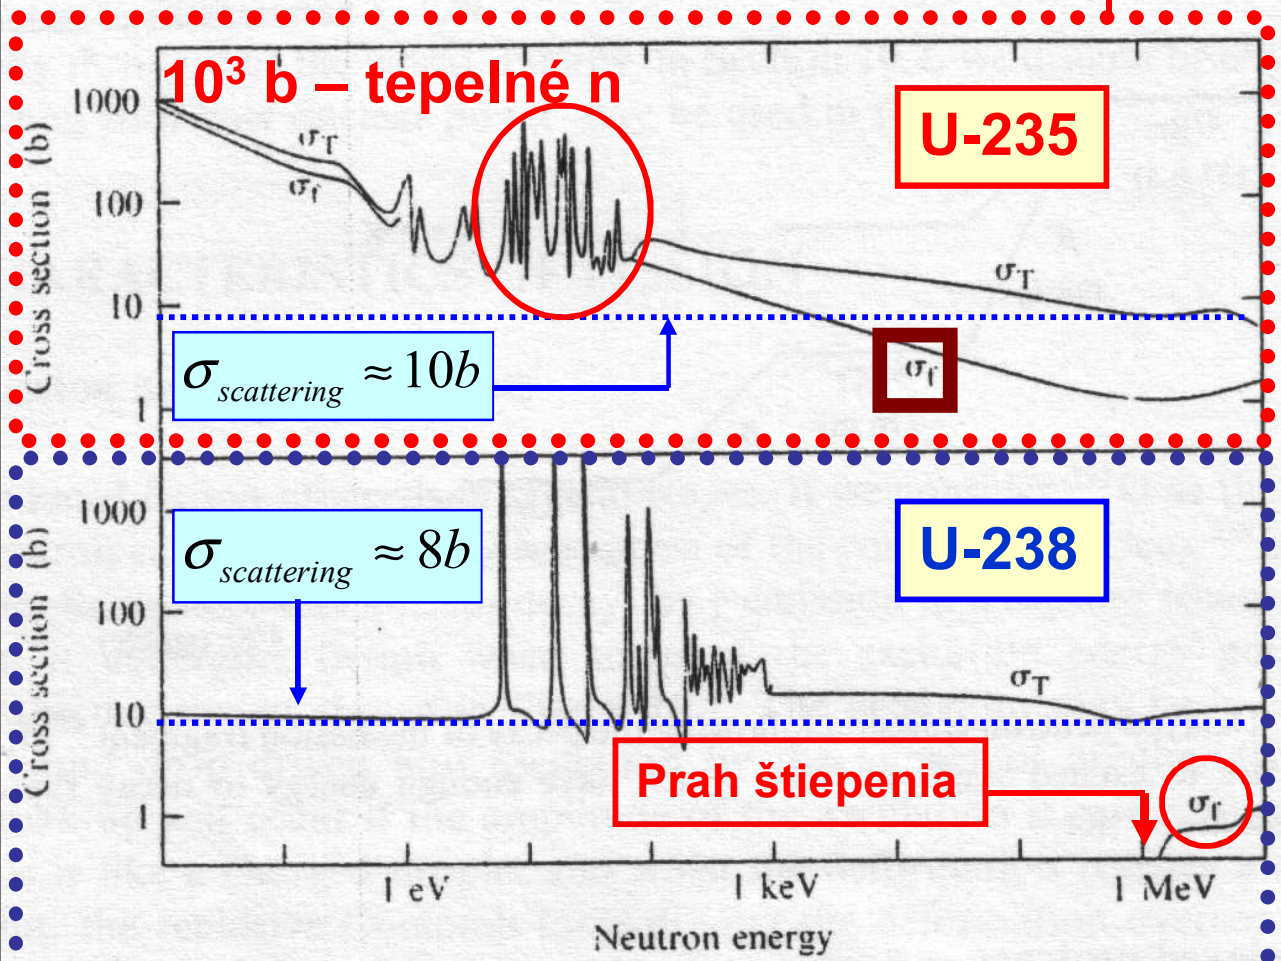 10³ b – tepelné n
U-235
1000
100
10
1
Cross section (b)
σT
σf
σT
σf
σscattering ≈ 10b
U-238
1000
100
10
1
Cross section (b)
σscattering ≈ 8b
σT
Prah štiepenia
σf
1 eV
1 keV
1 MeV
Neutron energy